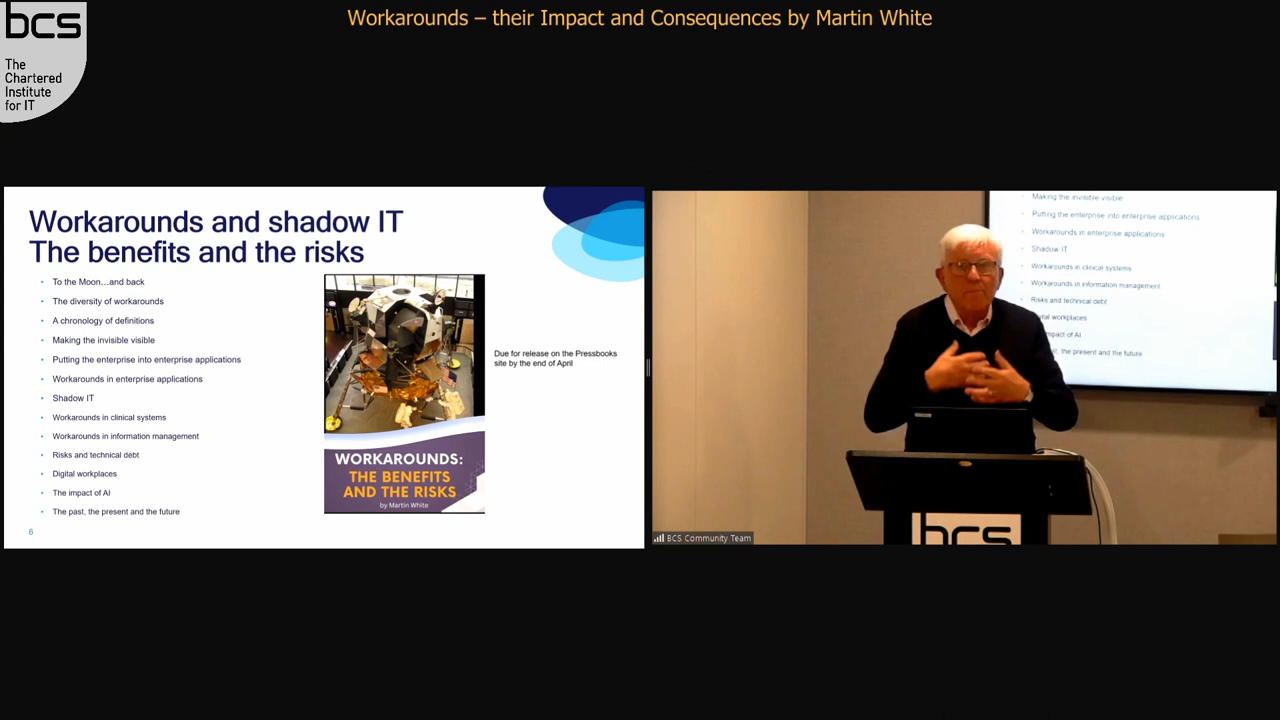 Workarounds – their Impact and Consequences by Martin White
bcs
The
Chartered
Institute
for IT
Workarounds and shadow IT
The benefits and the risks
• To the Moon…and back
• The diversity of workarounds
• A chronology of definitions
• Making the invisible visible
• Putting the enterprise into enterprise applications
• Workarounds in enterprise applications
• Shadow IT
• Workarounds in clinical systems
• Workarounds in information management
• Risks and technical debt
• Digital workplaces
• The impact of AI
• The past, the present and the future
6
WORKAROUNDS:
THE BENEFITS
AND THE RISKS
by Martin White
Due for release on the Pressbooks
site by the end of April
Making the invisible visible
Putting the enterprise into enterprise applications
Workarounds in enterprise applications
Shadow IT
Workarounds in clinical systems
Workarounds in information management
Risks and technical debt
workplaces
impact of AI
the present and the future
bcs
BCS Community Team